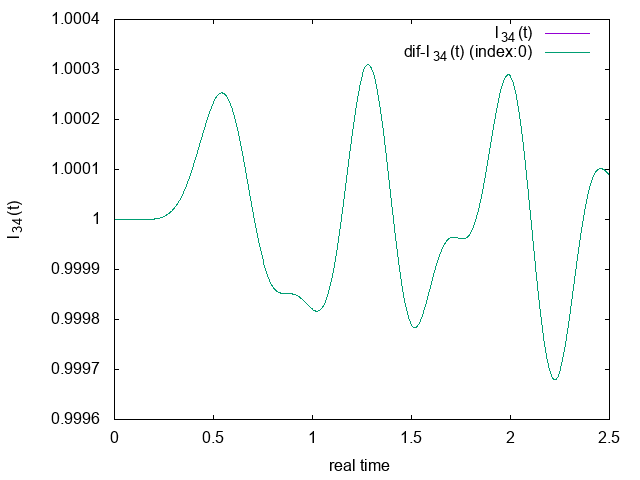 I34(t)
dif-I34(t) (index:0)
1.0004
1.0003
1.0002
1.0001
1
0.9999
0.9998
0.9997
0.9996
I34(t)
0 0.5 1 1.5 2 2.5
real time